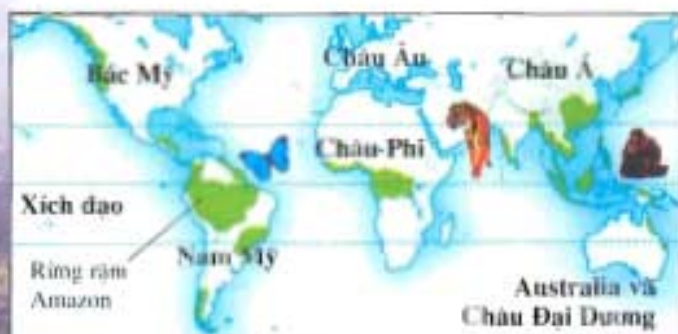 Bắc Mỹ
Châu Âu
Châu Á
Châu Phi
Xích đạo
Nam Mỹ
Rừng rậm
Amazon
Australia và
Châu Đại Dương